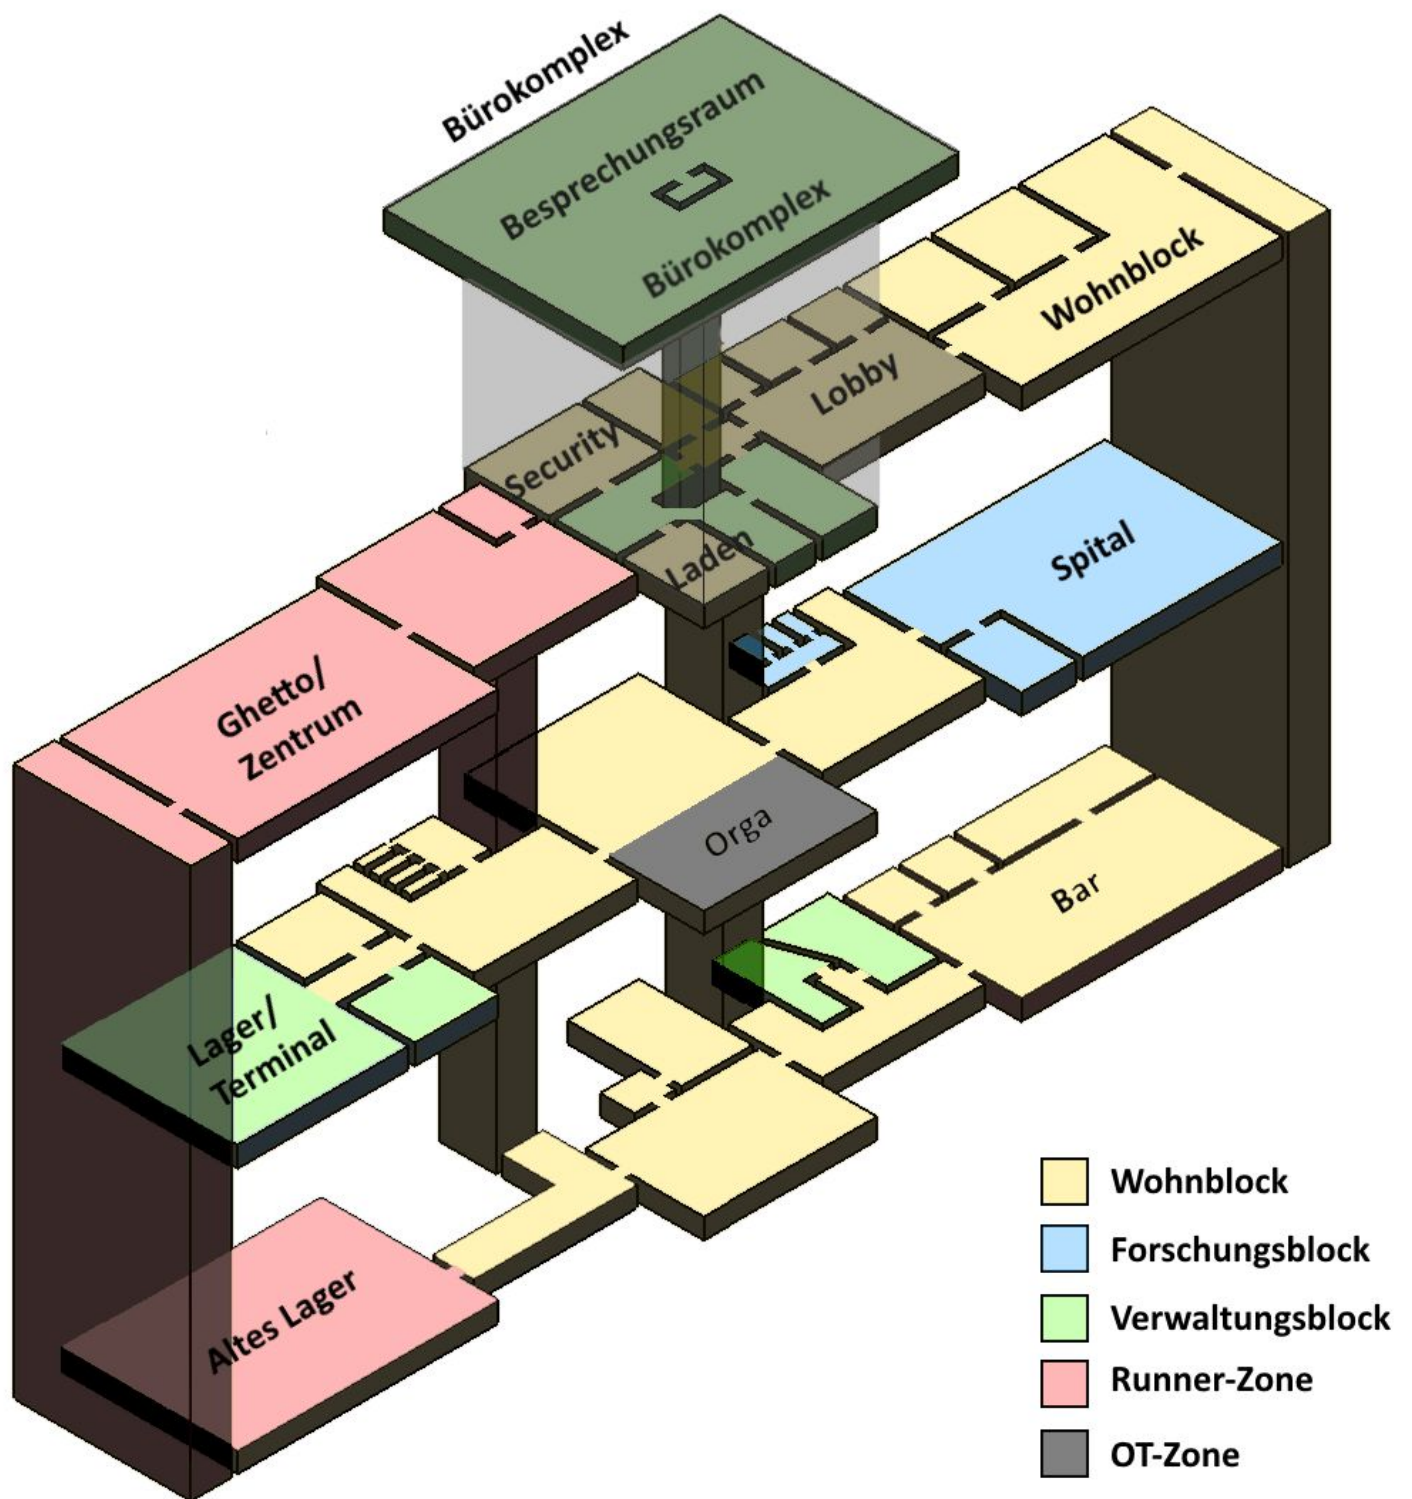 Bürokomplex
Besprechungsraum
Bürokomplex
Wohnblock
Lobby
Security
Laden
Spital
Ghetto/
Zentrum
Orga
Bar
Lager/
Terminal
Altes Lager
Wohnblock
Forschungsblock
Verwaltungsblock
Runner-Zone
OT-Zone